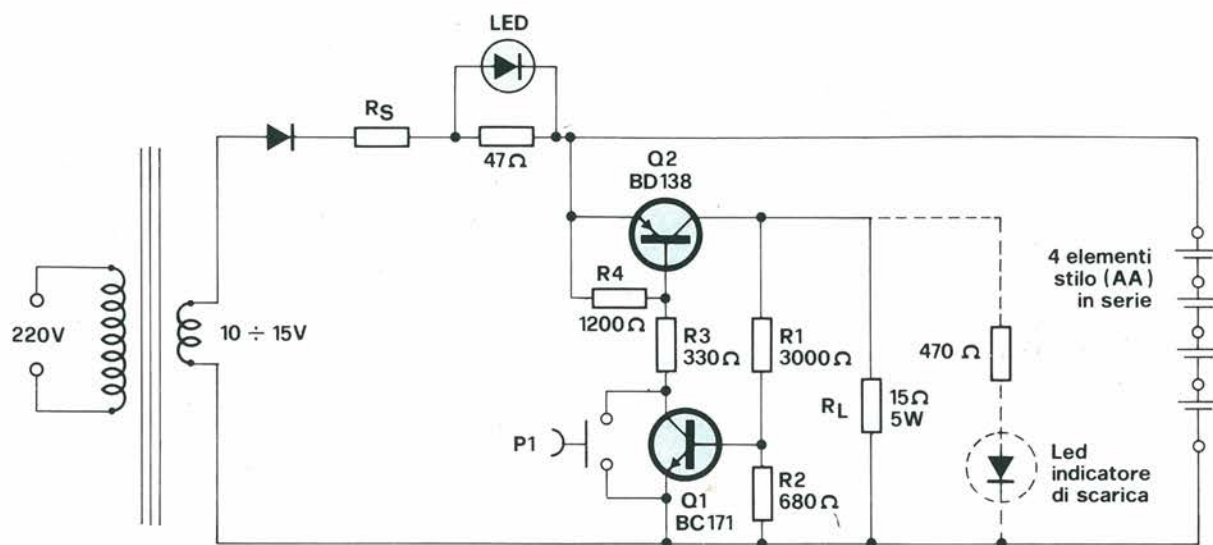 LED
RS
47Ω
Q2
BD138
R4
1200Ω
R3
330Ω
R1
3000Ω
4 elementi
stilo (AA)
in serie
220V
10 ÷ 15V
470 Ω
RL
15Ω
5W
P1
Q1
BC171
R2
680Ω
Led
indicatore
di scarica